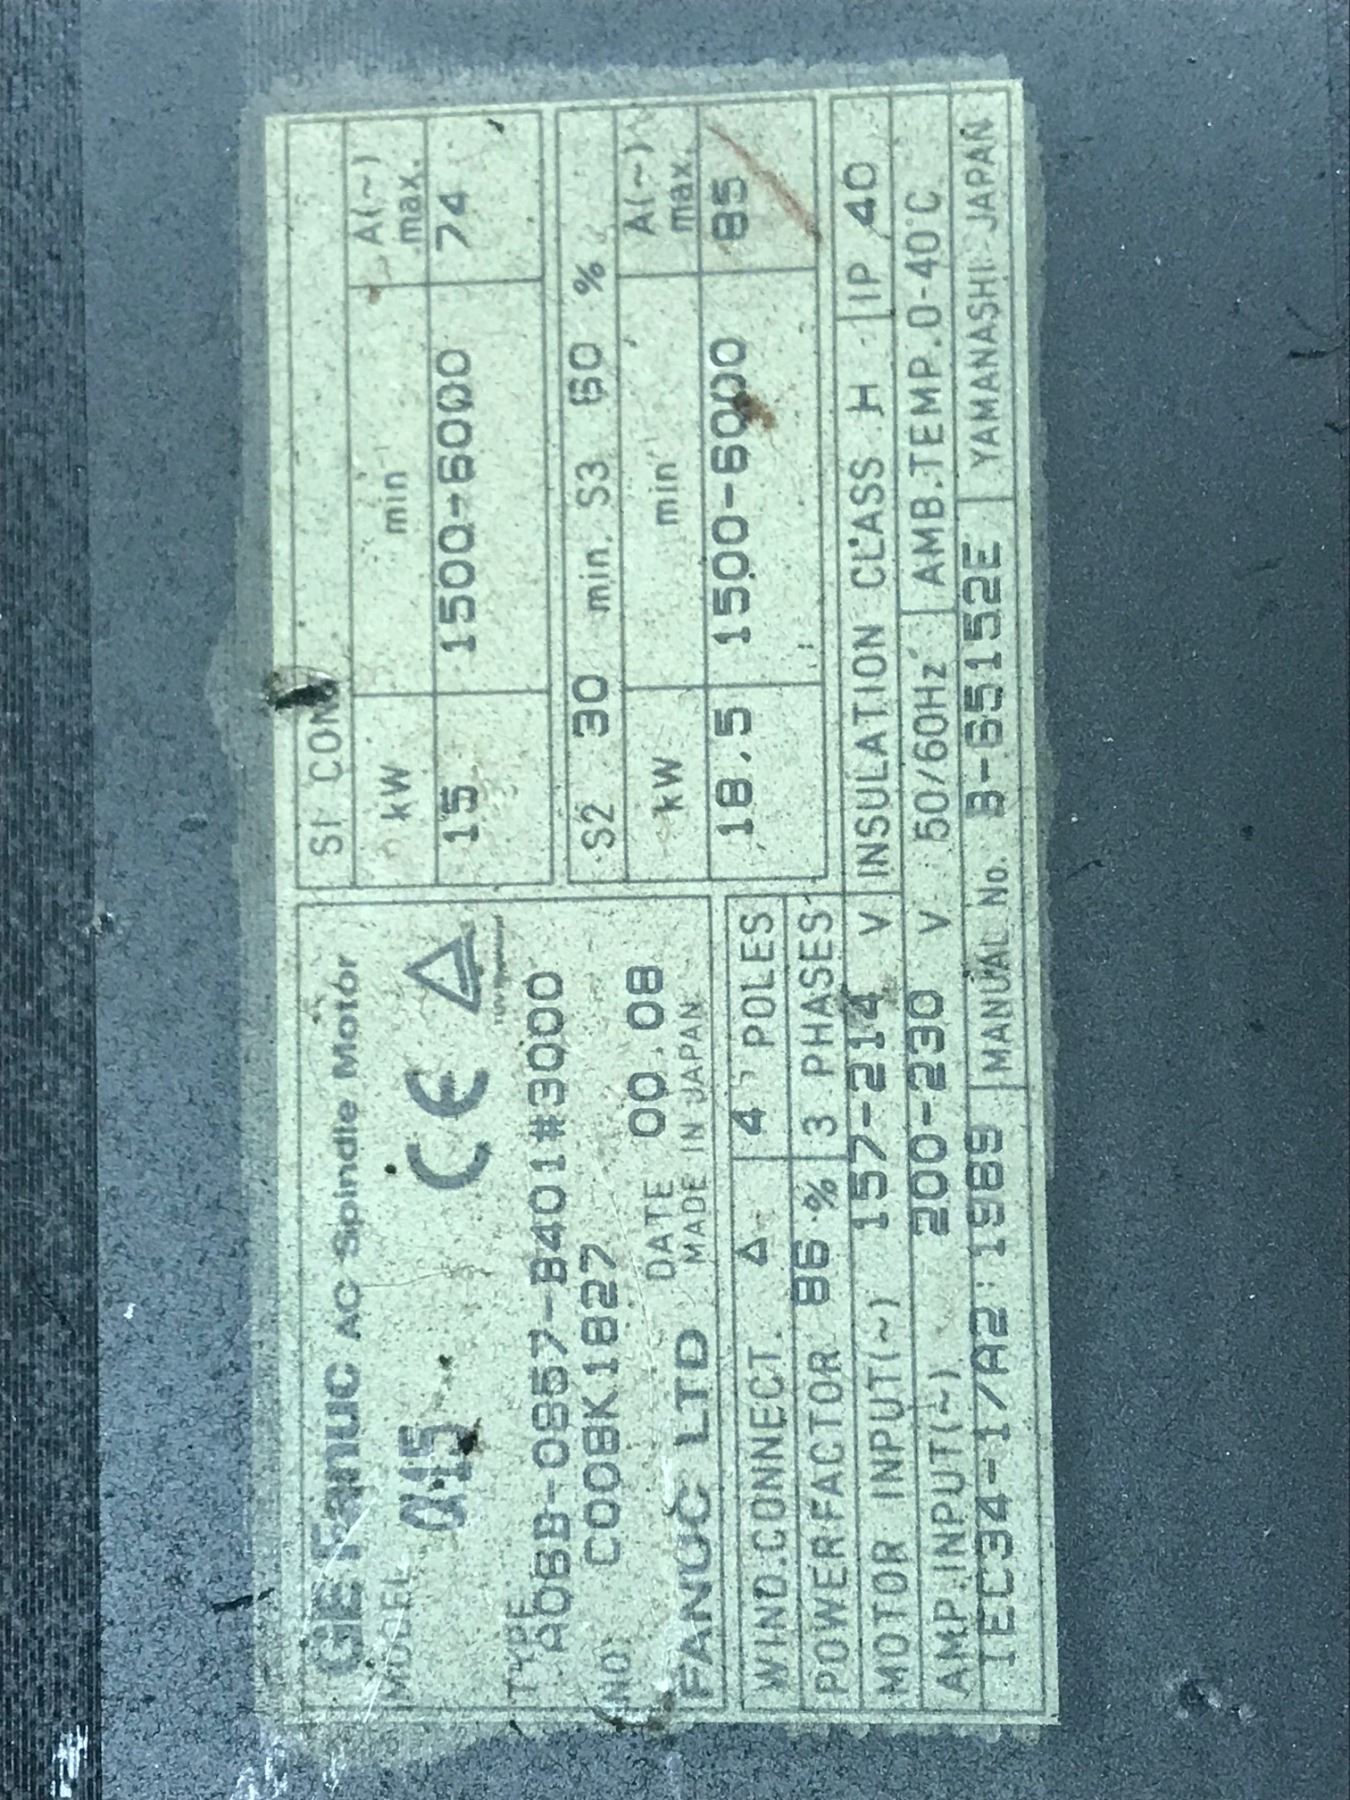 GE Fanuc AC Spindle Motor
MODEL α15
TYPE A06B-0857-B401#3000
NO. C008K1827
DATE 00.08
FANUC LTD MADE IN JAPAN
S1 CONT
kW min⁻¹ A(~) max.
15 1500-6000 74
S2 30 min. S3 60 %
kW min⁻¹ A(~) max.
18.5 1500-6000 85
WIND.CONNECT. Δ 4 POLES
POWER FACTOR 86 % 3 PHASES
MOTOR INPUT(~) 157-214 V INSULATION CLASS H IP 40
AMP.INPUT(~) 200-230 V 50/60Hz AMB.TEMP.0-40°C
IEC34-1/A2:1989 MANUAL No. B-65152E YAMANASHI JAPAN